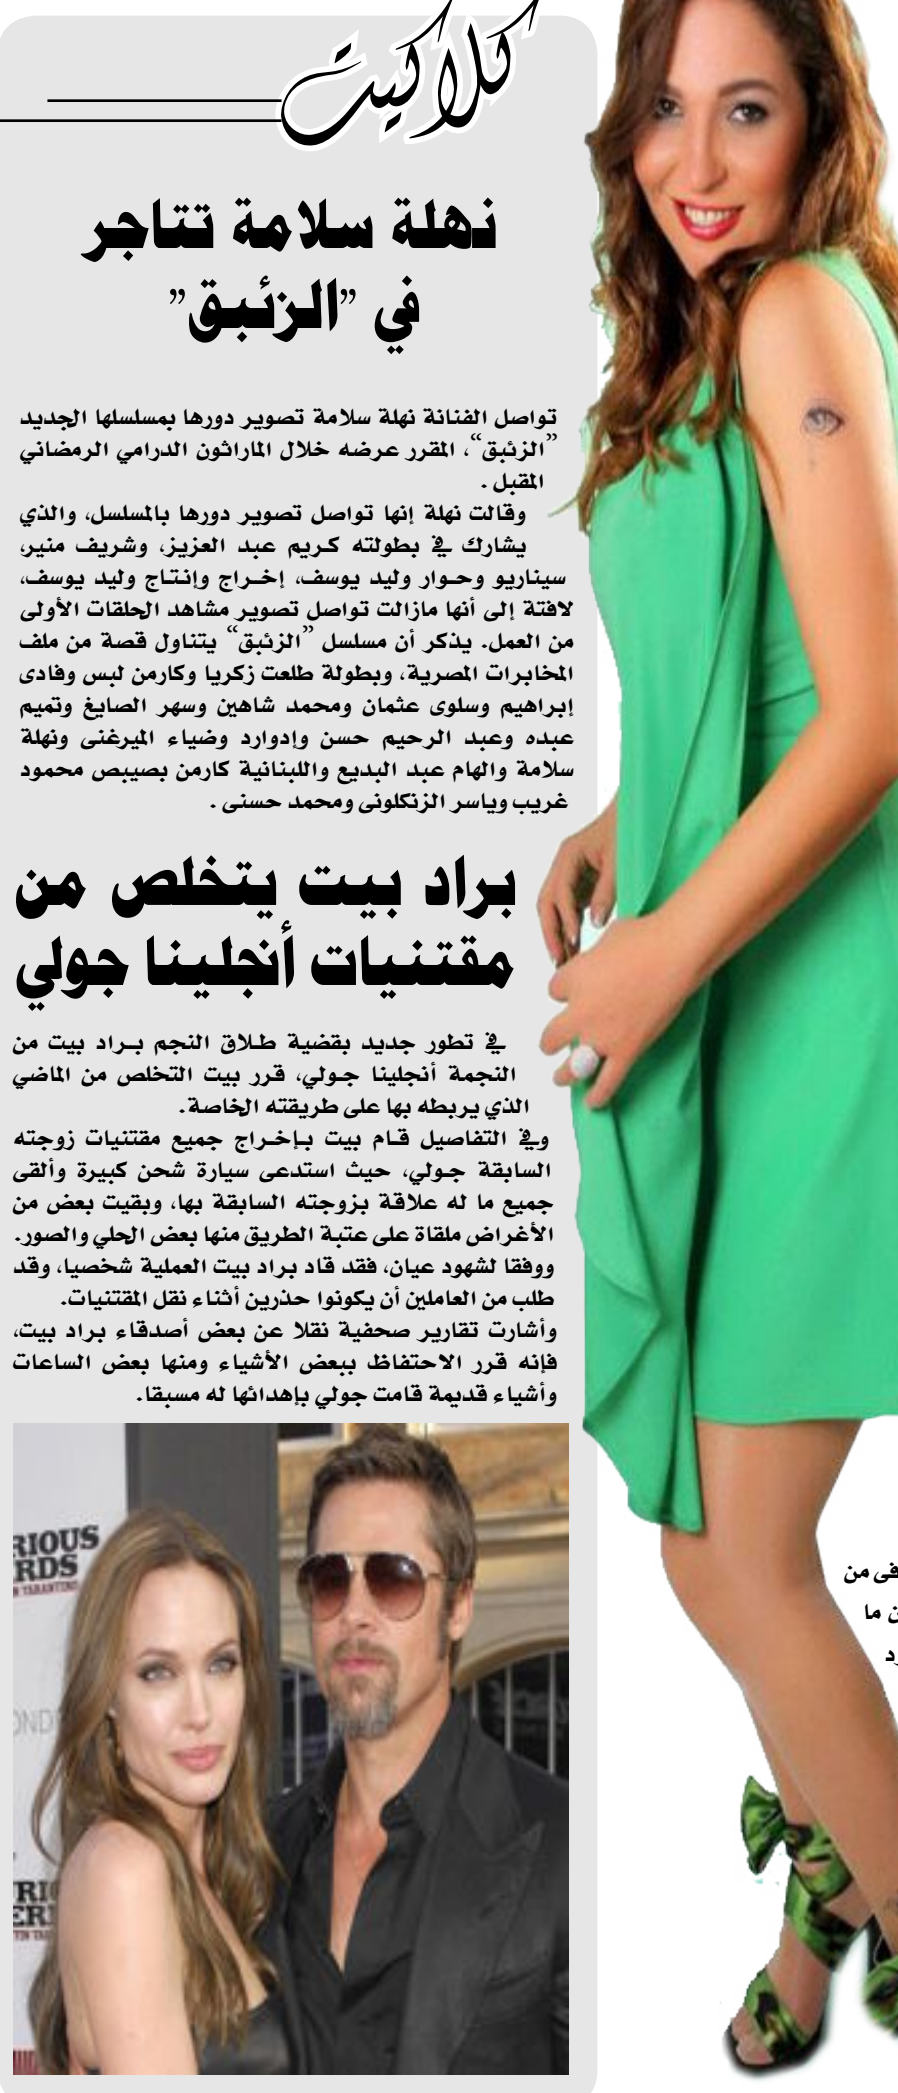 كلاكيت
نهلة سلامة تتاجر
في ”الزئبق”
تواصل الفنانة نهلة سلامة تصوير دورها بمسلسلها الجديد
”الزئبق“، المقرر عرضه خلال الماراثون الدرامي الرمضاني
المقبل .
وقالت نهلة إنها تواصل تصوير دورها بالمسلسل، والذي
يشارك في بطولته كريم عبد العزيز، وشريف منير،
سيناريو وحوار وليد يوسف، إخراج وإنتاج وليد يوسف،
لافتة إلى أنها مازالت تواصل تصوير مشاهد الحلقات الأولى
من العمل. يذكر أن مسلسل ”الزئبق“ يتناول قصة من ملف
المخابرات المصرية، وبطولة طلعت زكريا وكارمن لبس وفادى
إبراهيم وسلوى عثمان ومحمد شاهين وسهر الصايغ وتميم
عبده وعبد الرحيم حسن وإدوارد وضياء الميرغنى ونهلة
سلامة والهام عبد البديع واللبنانية كارمن بصيبص محمود
غريب وياسر الزنكلونى ومحمد حسنى .
براد بيت يتخلص من
مقتنيات أنجلينا جولي
في تطور جديد بقضية طلاق النجم براد بيت من
النجمة أنجلينا جولي، قرر بيت التخلص من الماضي
الذي يربطه بها على طريقته الخاصة.
وفي التفاصيل قام بيت بإخراج جميع مقتنيات زوجته
السابقة جولي، حيث استدعى سيارة شحن كبيرة وألقى
جميع ما له علاقة بزوجته السابقة بها، وبقيت بعض من
الأغراض ملقاة على عتبة الطريق منها بعض الحلي والصور.
ووفقا لشهود عيان، فقد قاد براد بيت العملية شخصيا، وقد
طلب من العاملين أن يكونوا حذرين أثناء نقل المقتنيات.
وأشارت تقارير صحفية نقلا عن بعض أصدقاء براد بيت،
فإنه قرر الاحتفاظ ببعض الأشياء ومنها بعض الساعات
وأشياء قديمة قامت جولي بإهدائها له مسبقا.
من
ما
RIOUS
RDS
TARANTINO